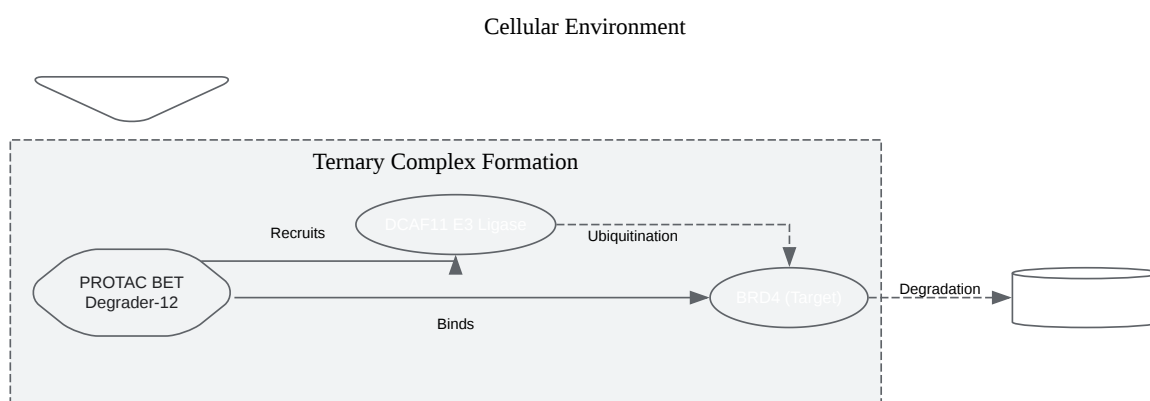 Cellular Environment
Ternary Complex Formation
DCAF11 E3 Ligase
Recruits
Ubiquitination
PROTAC BET
Degrader-12
BRD4 (Target)
Degradation
Binds